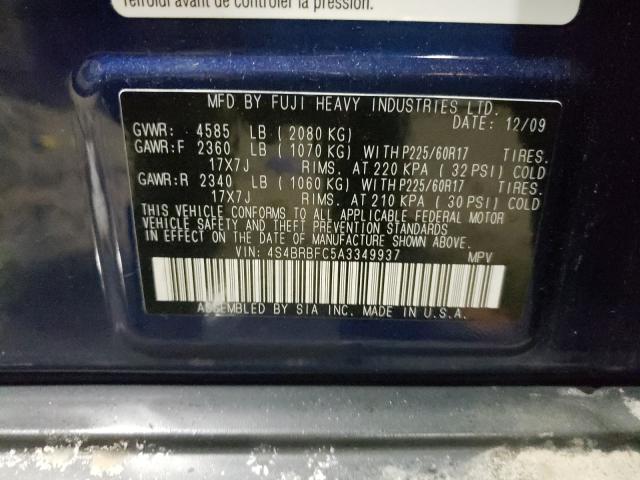 refroidi avant de contrôler la pression.
MFD. BY FUJI HEAVY INDUSTRIES LTD.
DATE: 12/09
GVWR: 4585 LB (2080 KG)
GAWR:F 2360 LB (1070 KG) WITH P225/60R17 TIRES.
17X7J RIMS. AT 220 KPA (32 PSI) COLD
GAWR:R 2340 LB (1060 KG) WITH P225/60R17 TIRES.
17X7J RIMS. AT 210 KPA (30 PSI) COLD
THIS VEHICLE CONFORMS TO ALL APPLICABLE FEDERAL MOTOR
VEHICLE SAFETY AND THEFT PREVENTION STANDARDS
IN EFFECT ON THE DATE OF MANUFACTURE SHOWN ABOVE.
VIN: 4S4BRBFC5A3349937 MPV
ASSEMBLED BY SIA INC. MADE IN U.S.A.